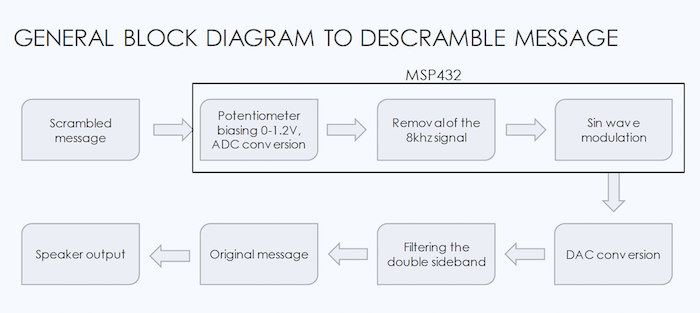 GENERAL BLOCK DIAGRAM TO DESCRAMBLE MESSAGE
MSP432
Scrambled
message
Potentiometer
biasing 0-1.2V,
ADC conversion
Removal of the
8khz signal
Sin wave
modulation
DAC conversion
Filtering the
double sideband
Original message
Speaker output